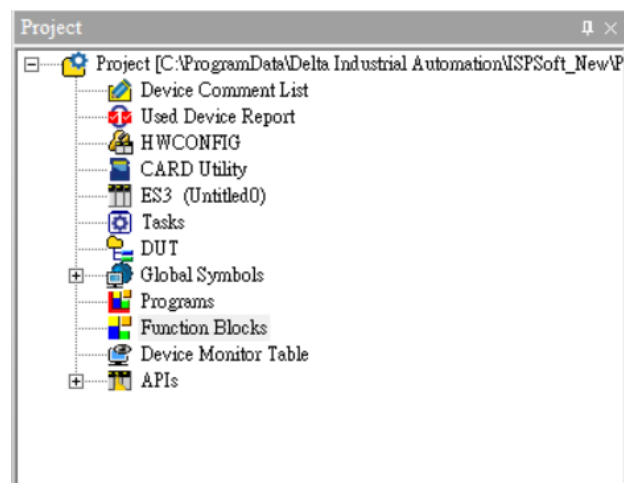 Project
Project [C:\ProgramData\Delta Industrial Automation\ISPSoft_New\P
Device Comment List
Used Device Report
HWCONFIG
CARD Utility
ES3 (Untitled0)
Tasks
DUT
Global Symbols
Programs
Function Blocks
Device Monitor Table
APIs